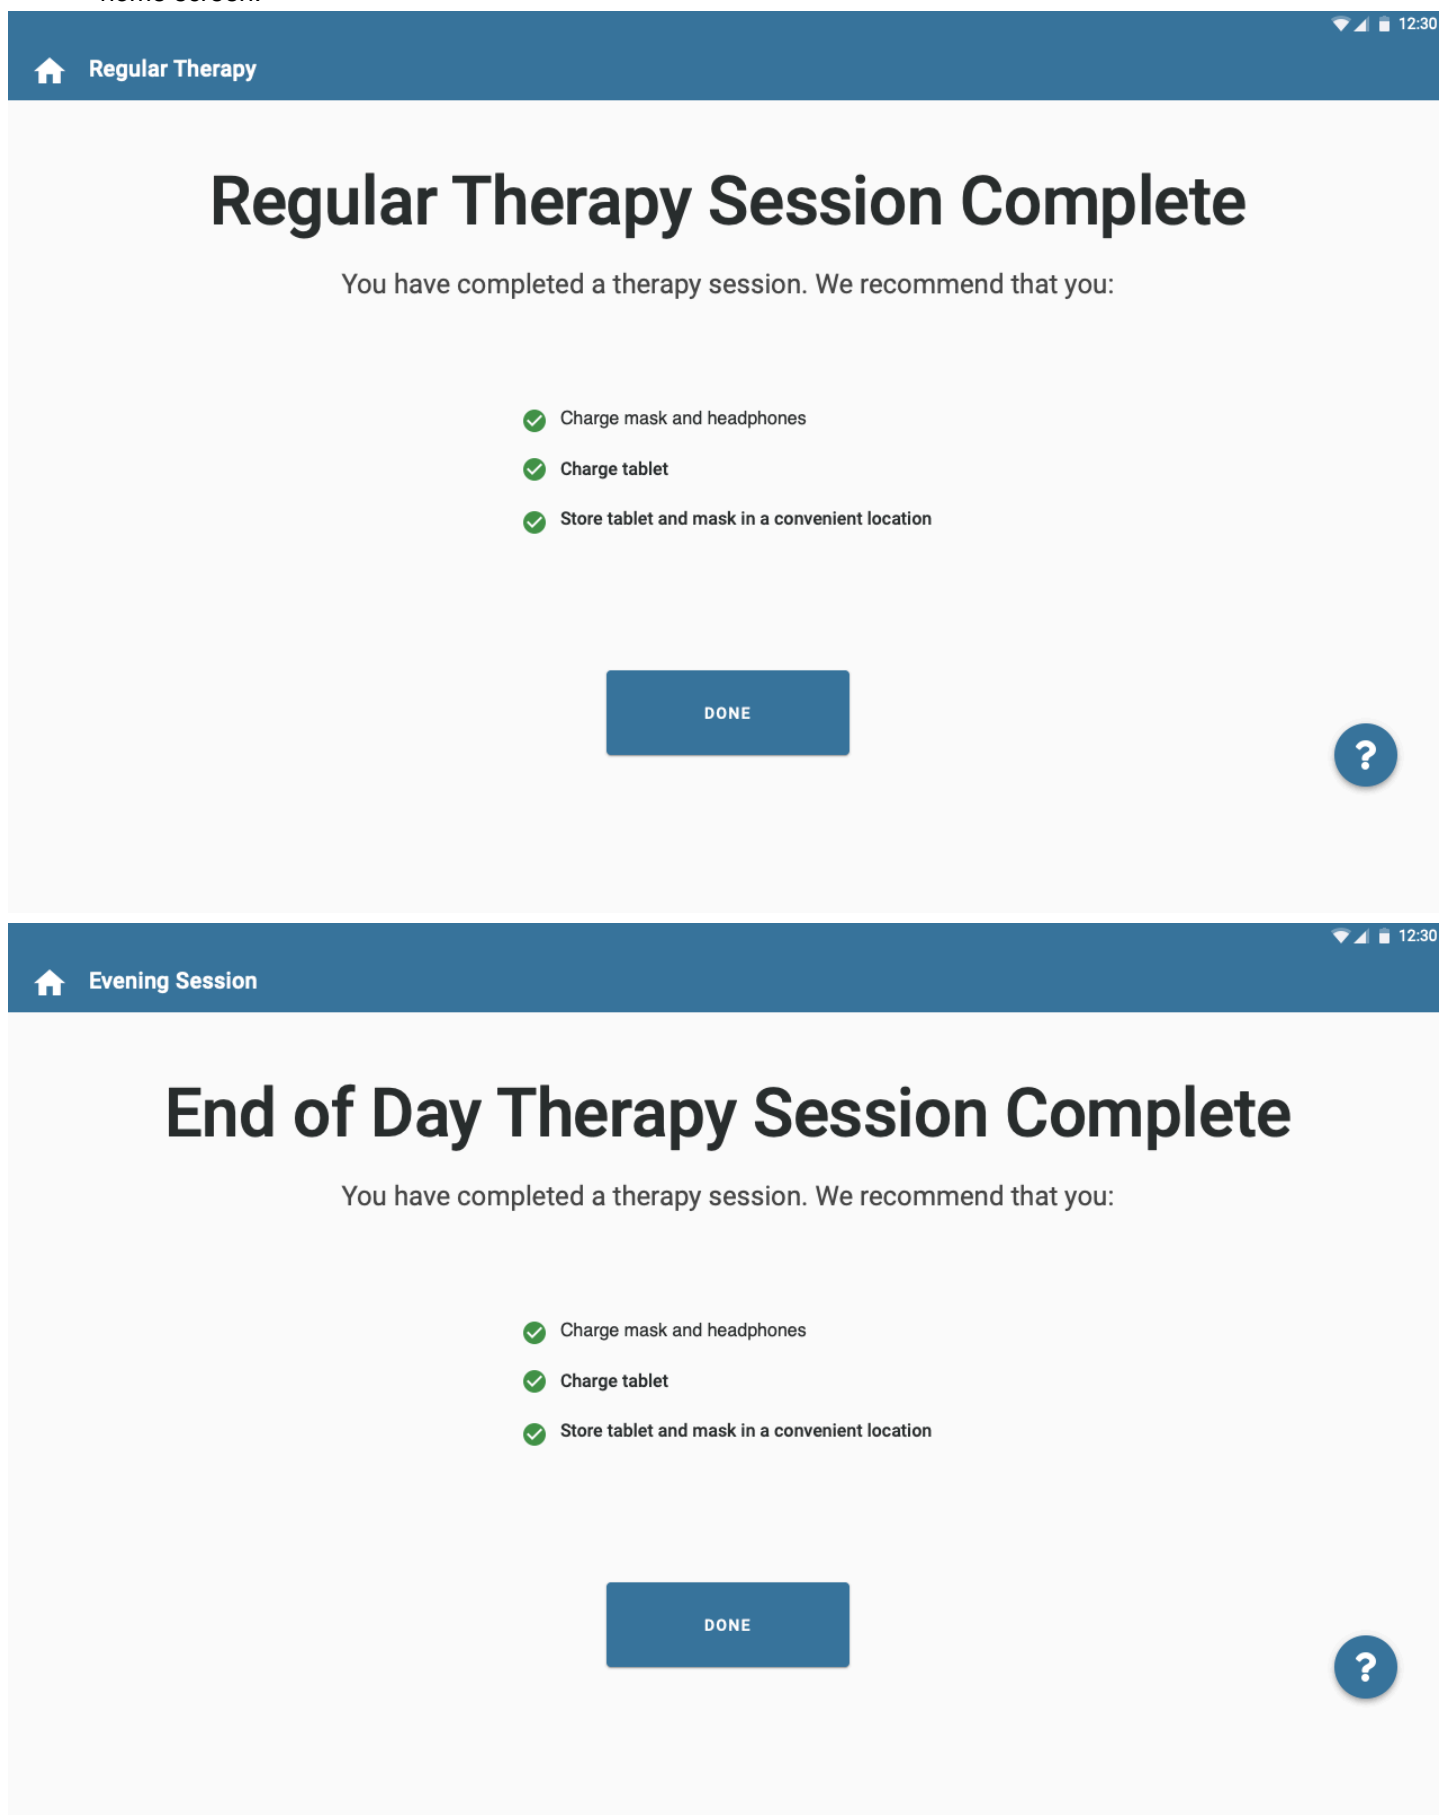 home screen.
12:30
Regular Therapy
Regular Therapy Session Complete
You have completed a therapy session. We recommend that you:
Charge mask and headphones
Charge tablet
Store tablet and mask in a convenient location
DONE
?
12:30
Evening Session
End of Day Therapy Session Complete
You have completed a therapy session. We recommend that you:
Charge mask and headphones
Charge tablet
Store tablet and mask in a convenient location
DONE
?